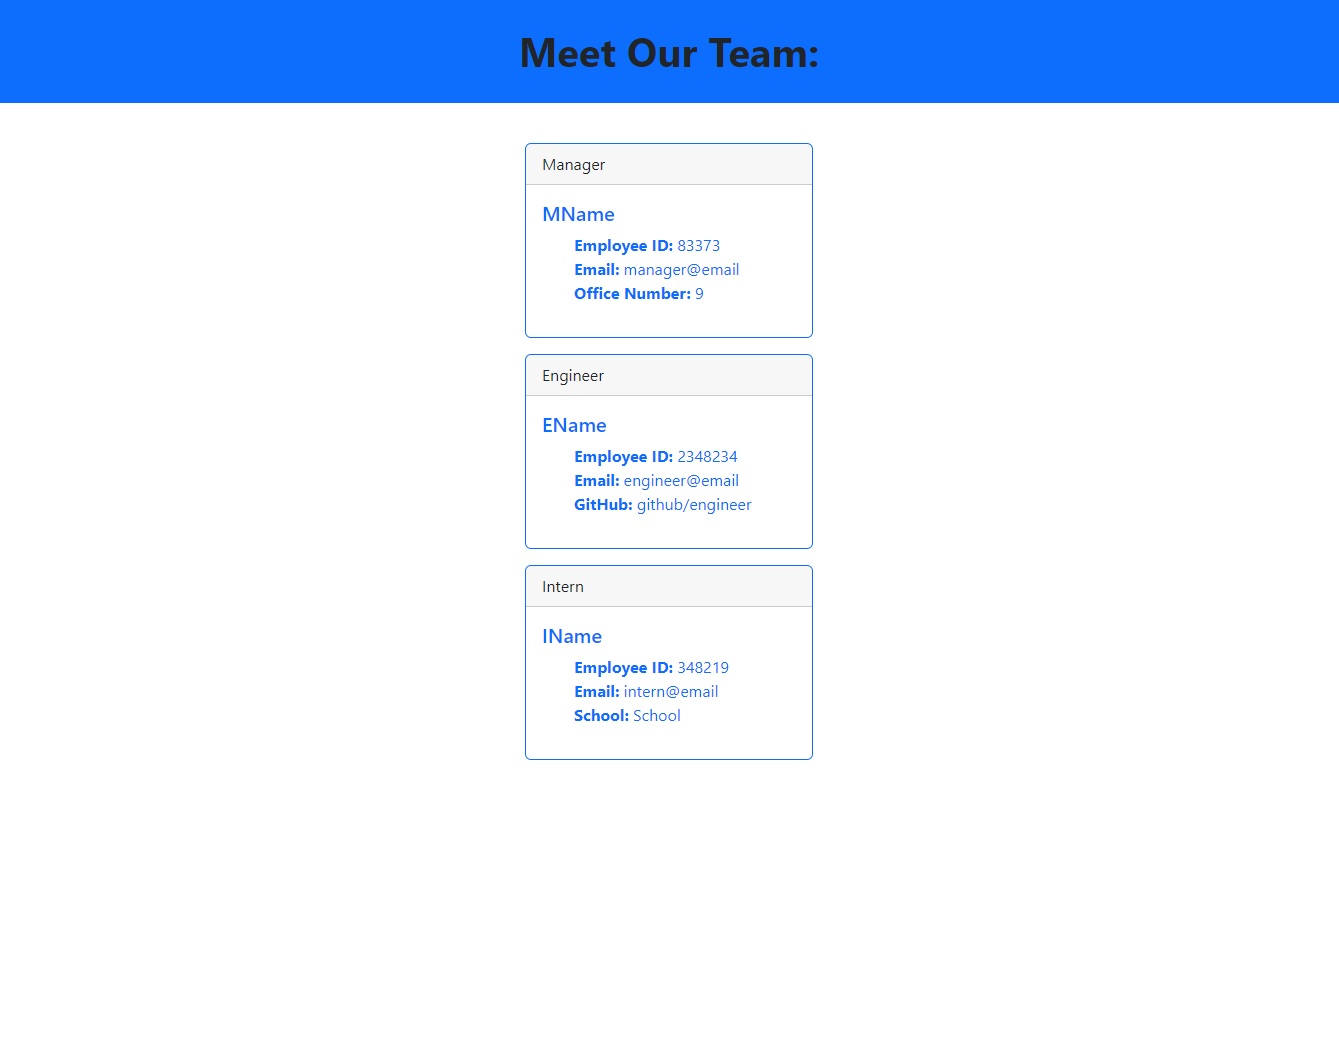 Meet Our Team:
Manager
MName
Employee ID: 83373
Email: manager@email
Office Number: 9
Engineer
EName
Employee ID: 2348234
Email: engineer@email
GitHub: github/engineer
Intern
IName
Employee ID: 348219
Email: intern@email
School: School